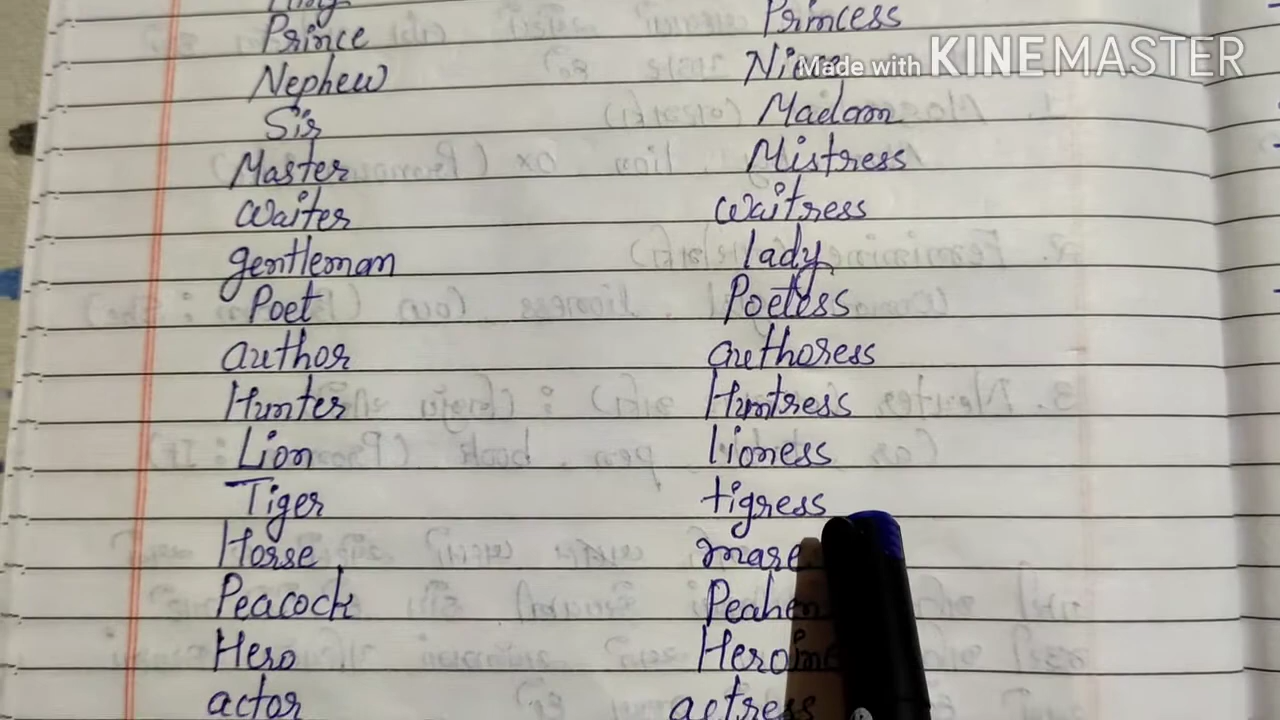 Prince Princess
Made with KINEMASTER
Nephew
Sir Madam
Master Mistress
waiter waitress
gentleman lady
Poet Poetess
author authoress
Hunter Huntress
Lion lioness
Tiger tigress
Horse mare
Peacock Peahen
Hero Heroine
actor actress